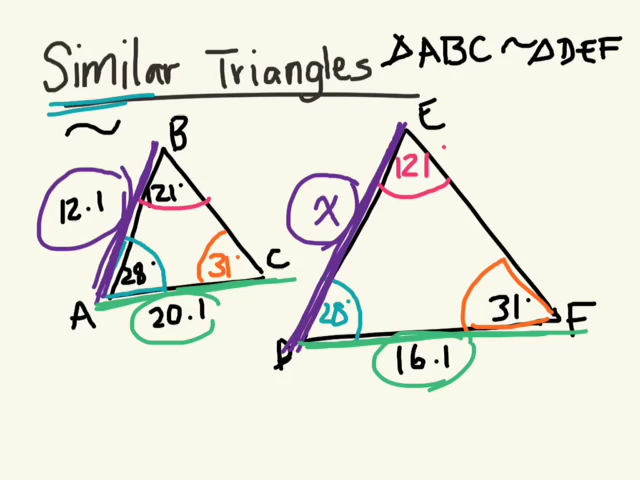 Similar Triangles △ABC ~ △DEF
~
B
E
12.1
121°
x
121°
28°
31°
C
A
20.1
28°
31°
F
D
16.1